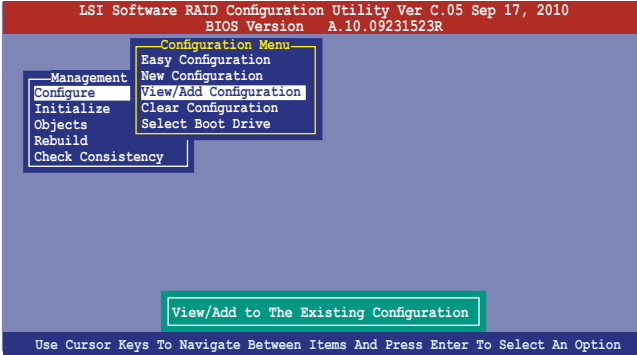 LSI Software RAID Configuration Utility Ver C.05 Sep 17, 2010
BIOS Version A.10.09231523R
Configuration Menu
Easy Configuration
New Configuration
View/Add Configuration
Clear Configuration
Select Boot Drive
Management
Configure
Initialize
Objects
Rebuild
Check Consistency
View/Add to The Existing Configuration
Use Cursor Keys To Navigate Between Items And Press Enter To Select An Option